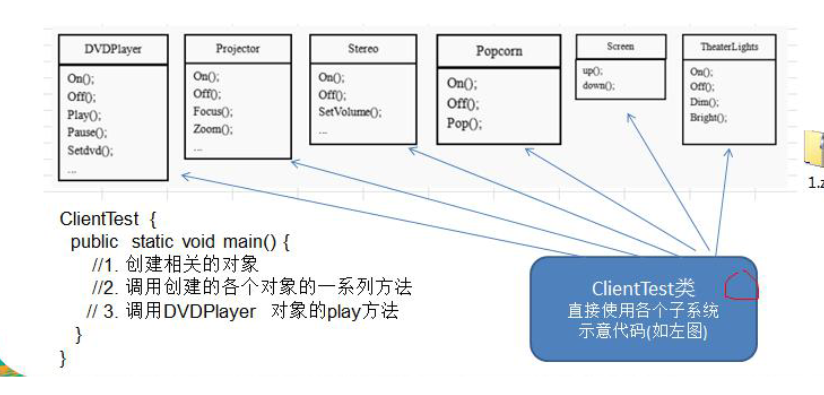 DVDPlayer
On();
Off();
Play();
Pause();
Setdvd();
...
Projector
On();
Off();
Focus();
Zoom();
...
Stereo
On();
Off();
SetVolume();
...
Popcorn
On();
Off();
Pop();
Screen
up();
down();
TheaterLights
On();
Off();
Dim();
Bright();
ClientTest {
public static void main() {
//1. 创建相关的对象
//2. 调用创建的各个对象的一系列方法
// 3. 调用DVDPlayer 对象的play方法
}
}
ClientTest类
直接使用各个子系统
示意代码(如左图)